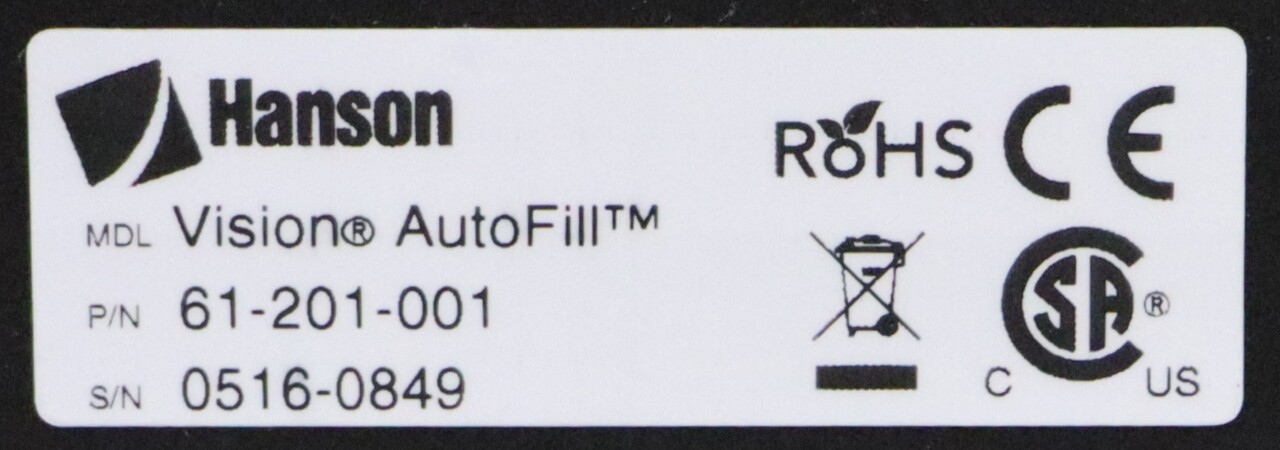 Hanson
MDL Vision® AutoFill™
P/N 61-201-001
S/N 0516-0849
RoHS CE
SA®
C US